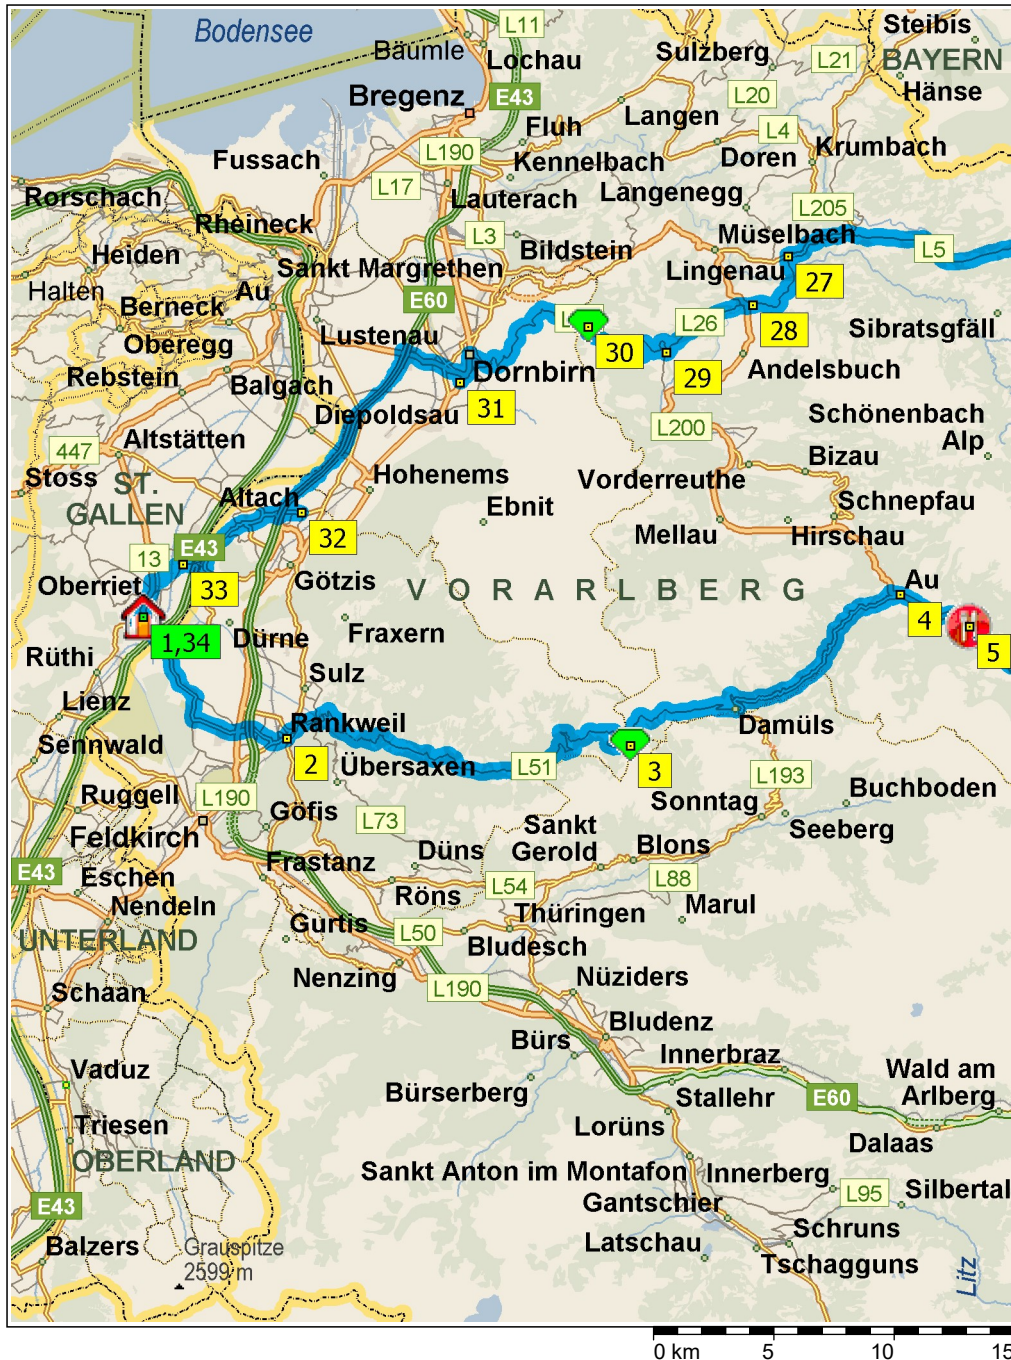 L11
Steibis
Bodensee
Bäumle
Lochau
Sulzberg
L21
BAYERN
Bregenz
E43
L20
Hänse
Langen
Fluh
L4
Doren
Krumbach
Fussach
L190
Kennelbach
L17
Lauterach
Langenegg
Rorschach
L205
Rheineck
L3
Bildstein
Müselbach
L5
Heiden
Sankt Margrethen
Lingenau
27
Halten
Au
E60
Berneck
Lustenau
L26
28
Sibratsgfäll
Oberegg
30
Rebstein
Dornbirn
29
Andelsbuch
Balgach
31
Diepoldsau
Schönenbach
Alp
447
Altstätten
L200
Bizau
Stoss
ST.
GALLEN
Hohenems
Vorderreuthe
Altach
Ebnit
Schnepfau
32
Mellau
Hirschau
13
E43
Oberriet
33
Götzis
VORARLBERG
Au
4
1,34
Dürne
Fraxern
5
Rüthi
Sulz
Lienz
Rankweil
Damüls
Sennwald
2
Übersaxen
L51
3
L193
Ruggell
L190
Göfis
Sonntag
Buchboden
L73
Feldkirch
Sankt
Gerold
Seeberg
Düns
Blons
E43
Eschen
Frastanz
Röns
L54
L88
Nendeln
Thüringen
Marul
Gurtis
L50
UNTERLAND
Bludesch
Nenzing
L190
Nüziders
Schaan
Bludenz
Bürs
Innerbraz
Wald am
Arlberg
Vaduz
Bürserberg
Stallehr
E60
Triesen
Lorüns
Dalaas
OBERLAND
Sankt Anton im Montafon
Innerberg
E43
Gantschier
L95
Silbertal
Balzers
Grauspitze
2599 m
Latschau
Schruns
Tschagguns
Litz
0 km
5
10
15